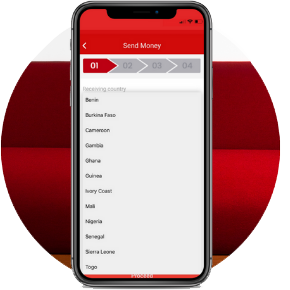 Send Money
01 02 03 04
Receiving country
Benin
Burkina Faso
Cameroon
Gambia
Ghana
Guinea
Ivory Coast
Mali
Nigeria
Senegal
Sierra Leone
Togo
PROCEED